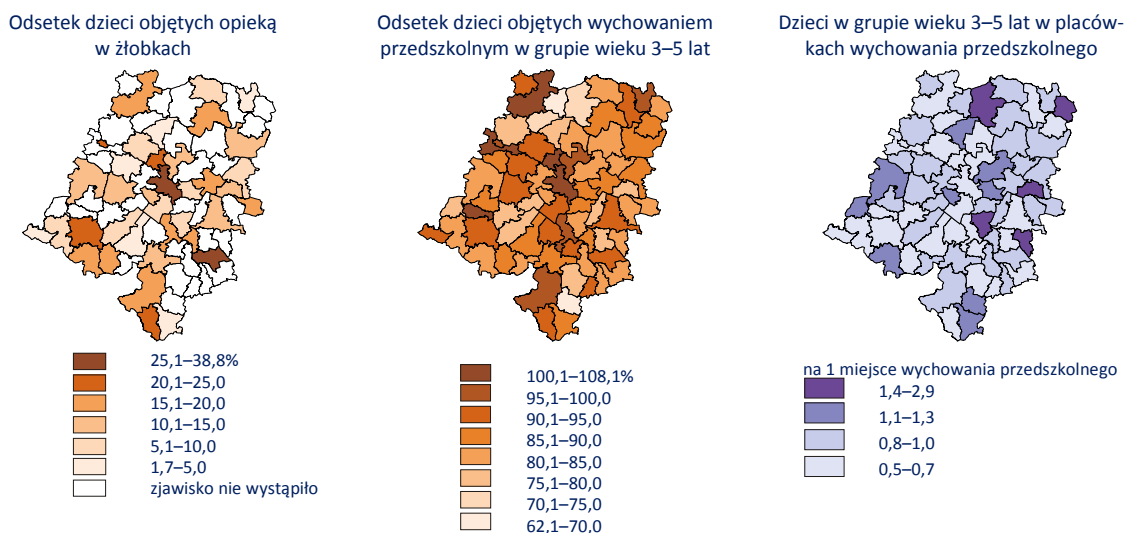 Odsetek dzieci objętych opieką
w żłobkach
25,1–38,8%
20,1–25,0
15,1–20,0
10,1–15,0
5,1–10,0
1,7–5,0
zjawisko nie wystąpiło
Odsetek dzieci objętych wychowaniem
przedszkolnym w grupie wieku 3–5 lat
100,1–108,1%
95,1–100,0
90,1–95,0
85,1–90,0
80,1–85,0
75,1–80,0
70,1–75,0
62,1–70,0
Dzieci w grupie wieku 3–5 lat w placów-
kach wychowania przedszkolnego
na 1 miejsce wychowania przedszkolnego
1,4–2,9
1,1–1,3
0,8–1,0
0,5–0,7